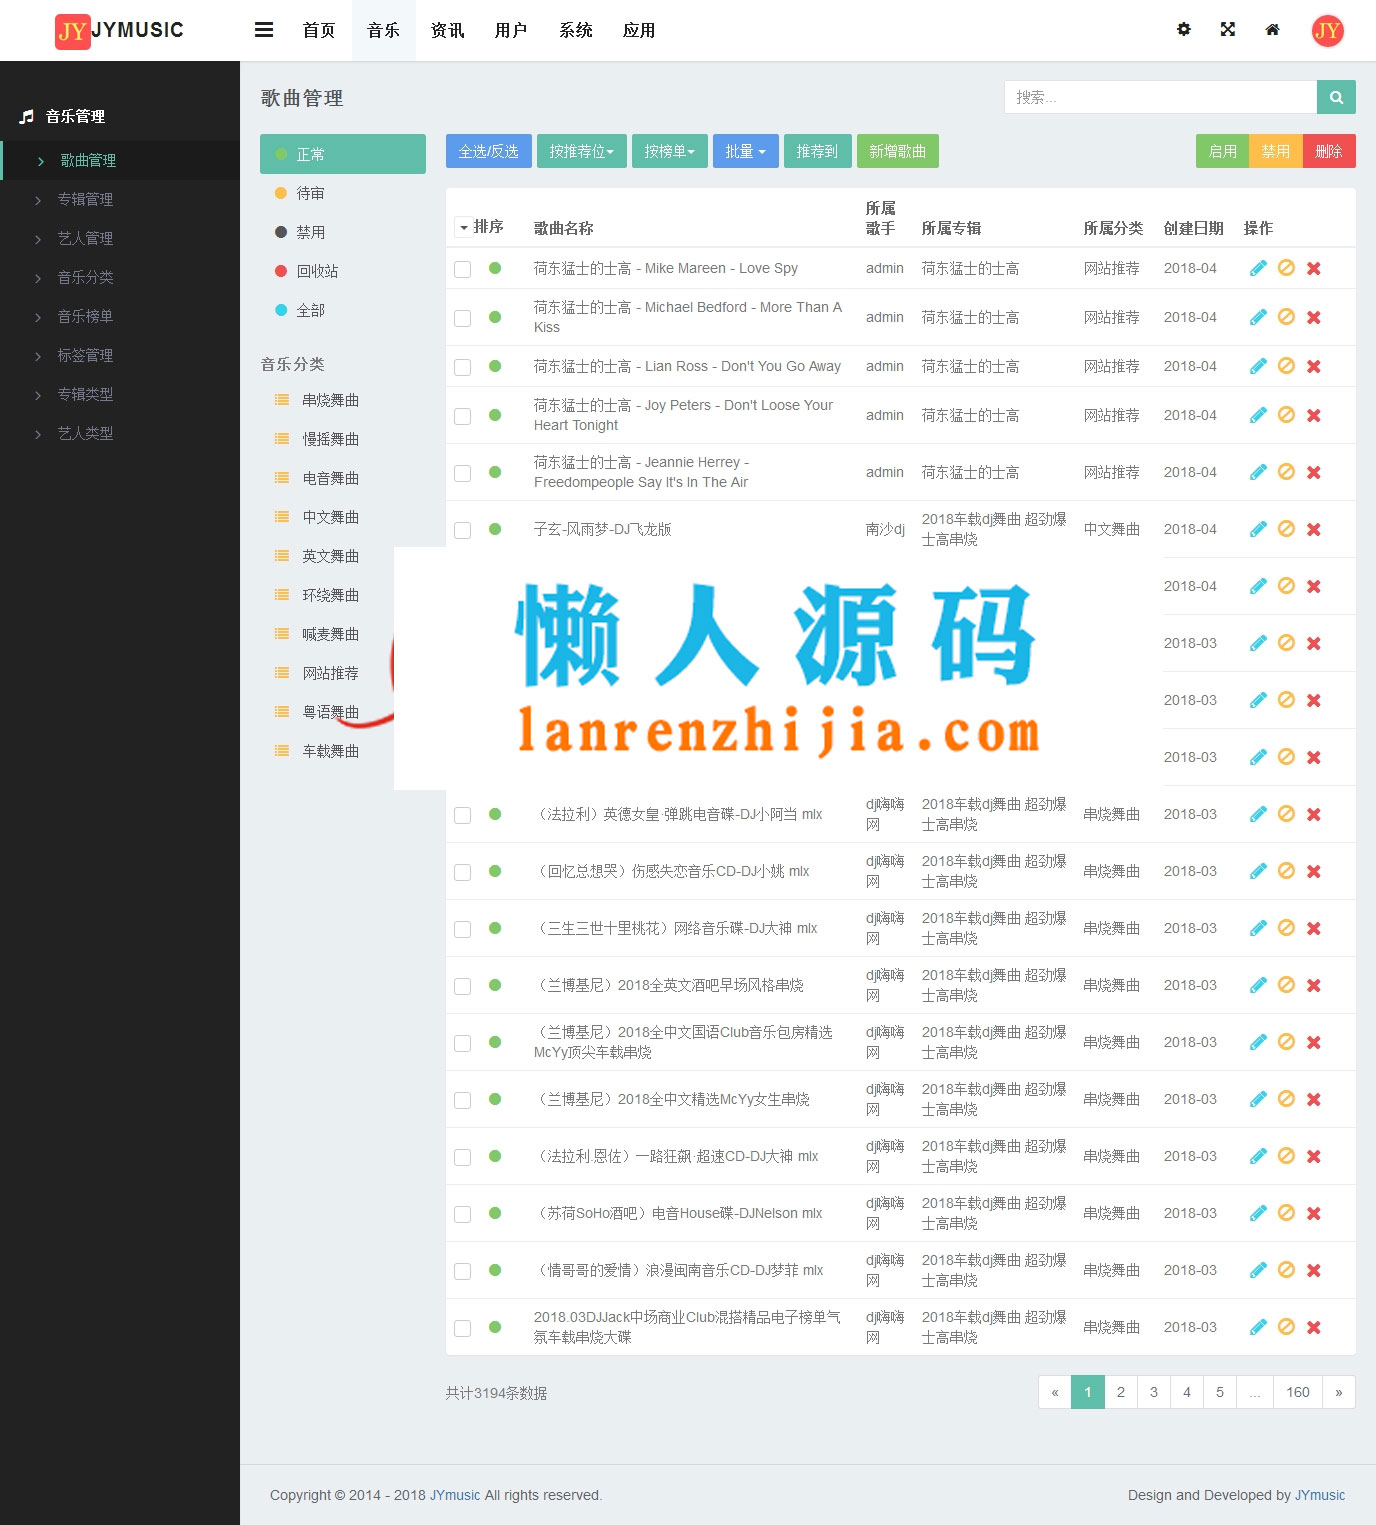 JY JYMUSIC 首页 音乐 资讯 用户 系统 应用 JY
音乐管理
歌曲管理
专辑管理
艺人管理
音乐分类
音乐榜单
标签管理
专辑类型
艺人类型
歌曲管理 搜索...
正常
待审
禁用
回收站
全部
音乐分类
串烧舞曲
慢摇舞曲
电音舞曲
中文舞曲
英文舞曲
环绕舞曲
喊麦舞曲
网站推荐
粤语舞曲
车载舞曲
全选/反选 按推荐位 按榜单 批量 推荐到 新增歌曲 启用 禁用 删除
排序 歌曲名称 所属歌手 所属专辑 所属分类 创建日期 操作
荷东猛士的士高 - Mike Mareen - Love Spy admin 荷东猛士的士高 网站推荐 2018-04
荷东猛士的士高 - Michael Bedford - More Than A Kiss admin 荷东猛士的士高 网站推荐 2018-04
荷东猛士的士高 - Lian Ross - Don't You Go Away admin 荷东猛士的士高 网站推荐 2018-04
荷东猛士的士高 - Joy Peters - Don't Loose Your Heart Tonight admin 荷东猛士的士高 网站推荐 2018-04
荷东猛士的士高 - Jeannie Herrey - Freedompeople Say It's In The Air admin 荷东猛士的士高 网站推荐 2018-04
子玄-风雨梦-DJ飞龙版 南沙dj 2018车载dj舞曲 超劲爆士高串烧 中文舞曲 2018-04
2018-04
2018-03
2018-03
2018-03
懒人源码
lanrenzhijia.com
（法拉利）英德女皇·弹跳电音碟-DJ小阿当 mlx dj嗨嗨网 2018车载dj舞曲 超劲爆士高串烧 串烧舞曲 2018-03
（回忆总想哭）伤感失恋音乐CD-DJ小姚 mlx dj嗨嗨网 2018车载dj舞曲 超劲爆士高串烧 串烧舞曲 2018-03
（三生三世十里桃花）网络音乐碟-DJ大神 mlx dj嗨嗨网 2018车载dj舞曲 超劲爆士高串烧 串烧舞曲 2018-03
（兰博基尼）2018全英文酒吧早场风格串烧 dj嗨嗨网 2018车载dj舞曲 超劲爆士高串烧 串烧舞曲 2018-03
（兰博基尼）2018全中文国语Club音乐包房精选McYy顶尖车载串烧 dj嗨嗨网 2018车载dj舞曲 超劲爆士高串烧 串烧舞曲 2018-03
（兰博基尼）2018全中文精选McYy女生串烧 dj嗨嗨网 2018车载dj舞曲 超劲爆士高串烧 串烧舞曲 2018-03
（法拉利.恩佐）一路狂飙·超速CD-DJ大神 mlx dj嗨嗨网 2018车载dj舞曲 超劲爆士高串烧 串烧舞曲 2018-03
（苏荷SoHo酒吧）电音House碟-DJNelson mlx dj嗨嗨网 2018车载dj舞曲 超劲爆士高串烧 串烧舞曲 2018-03
（情哥哥的爱情）浪漫闽南音乐CD-DJ梦菲 mlx dj嗨嗨网 2018车载dj舞曲 超劲爆士高串烧 串烧舞曲 2018-03
2018.03DJJack中场商业Club混搭精品电子榜单气氛车载串烧大碟 dj嗨嗨网 2018车载dj舞曲 超劲爆士高串烧 串烧舞曲 2018-03
共计3194条数据 « 1 2 3 4 5 ... 160 »
Copyright © 2014 - 2018 JYmusic All rights reserved. Design and Developed by JYmusic